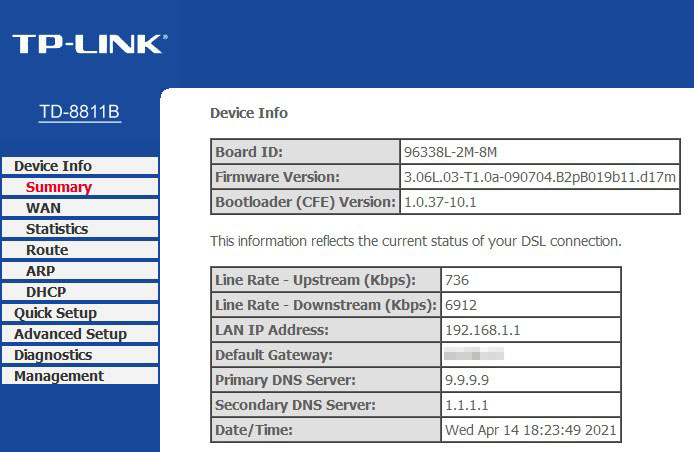 TP-LINK®
TD-8811B
Device Info
Summary
WAN
Statistics
Route
ARP
DHCP
Quick Setup
Advanced Setup
Diagnostics
Management
Device Info
Board ID: 96338L-2M-8M
Firmware Version: 3.06L.03-T1.0a-090704.B2pB019b11.d17m
Bootloader (CFE) Version: 1.0.37-10.1
This information reflects the current status of your DSL connection.
Line Rate - Upstream (Kbps): 736
Line Rate - Downstream (Kbps): 6912
LAN IP Address: 192.168.1.1
Default Gateway:
Primary DNS Server: 9.9.9.9
Secondary DNS Server: 1.1.1.1
Date/Time: Wed Apr 14 18:23:49 2021